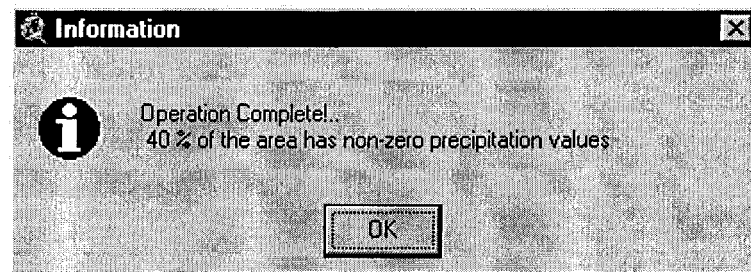 Information
Operation Complete!..
40 % of the area has non-zero precipitation values
OK